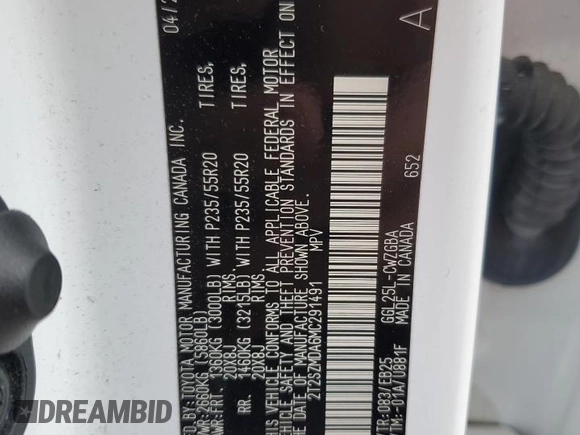 04/2
FD BY TOYOTA MOTOR MANUFACTURING CANADA INC.
VWR:2660KG (5860LB)
AWR:FRT. 1360KG (3000LB) WITH P235/55R20 TIRES,
20X8J RIMS,
RR. 1460KG (3215LB) WITH P235/55R20 TIRES,
20X8J RIMS.
THIS VEHICLE CONFORMS TO ALL APPLICABLE FEDERAL MOTOR
VEHICLE SAFETY AND THEFT PREVENTION STANDARDS IN EFFECT ON
THE DATE OF MANUFACTURE SHOWN ABOVE.
2T2SZMDA6MC291491 MPV
/TR:083/EB25 GGL25L-CWZGBA
/TM:-01A/U881F MADE IN CANADA 652
A
DREAMBID